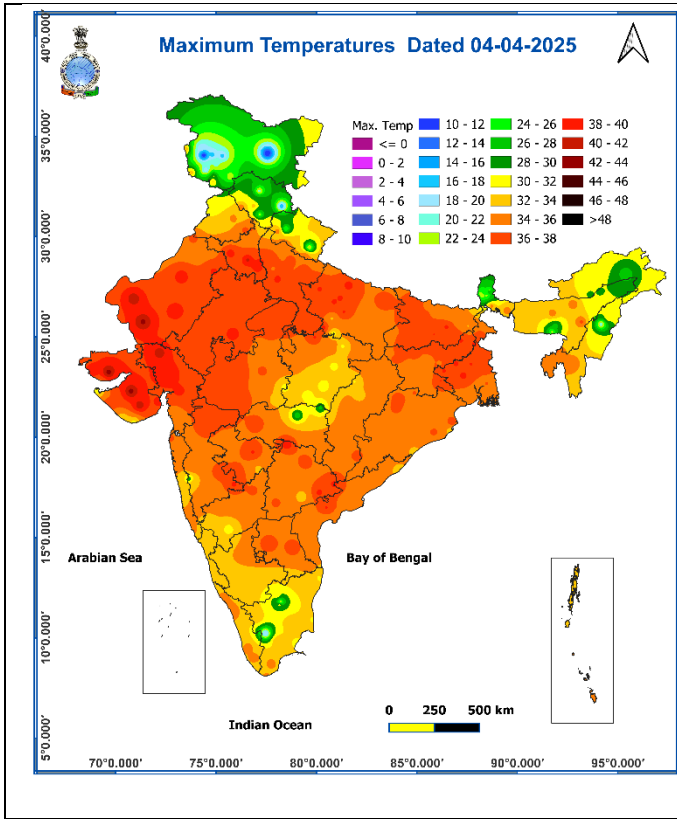 Maximum Temperatures Dated 04-04-2025
Max. Temp
<= 0
0 - 2
2 - 4
4 - 6
6 - 8
8 - 10
10 - 12
12 - 14
14 - 16
16 - 18
18 - 20
20 - 22
22 - 24
24 - 26
26 - 28
28 - 30
30 - 32
32 - 34
34 - 36
36 - 38
38 - 40
40 - 42
42 - 44
44 - 46
46 - 48
>48
40°0.000'
35°0.000'
30°0.000'
25°0.000'
20°0.000'
15°0.000'
10°0.000'
5°0.000'
Arabian Sea
Bay of Bengal
Indian Ocean
0 250 500 km
70°0.000' 75°0.000' 80°0.000' 85°0.000' 90°0.000' 95°0.000'